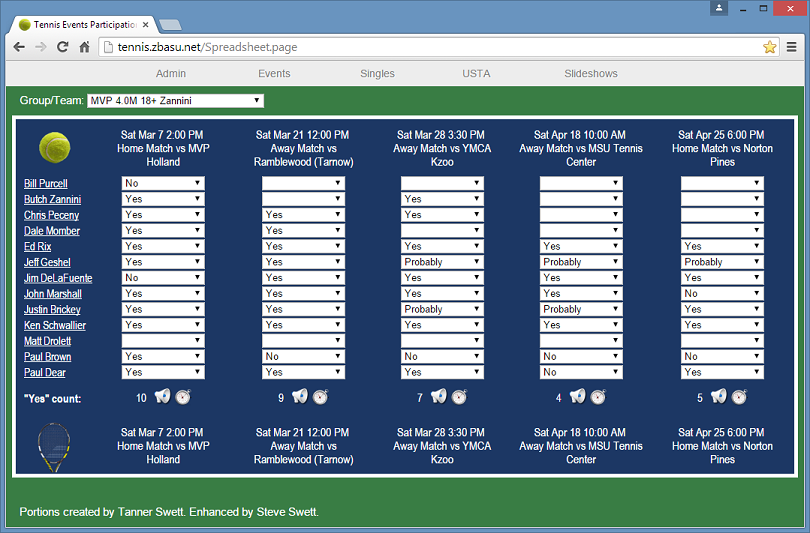 Tennis Events Participation
tennis.zbasu.net/Spreadsheet.page
Admin Events Singles USTA Slideshows
Group/Team: MVP 4.0M 18+ Zannini
Sat Mar 7 2:00 PM Sat Mar 21 12:00 PM Sat Mar 28 3:30 PM Sat Apr 18 10:00 AM Sat Apr 25 6:00 PM
Home Match vs MVP Away Match vs Away Match vs YMCA Away Match vs MSU Tennis Home Match vs Norton
Holland Ramblewood (Tarnow) Kzoo Center Pines
Bill Purcell No
Butch Zannini Yes Yes
Chris Peceny Yes Yes Yes
Dale Momber Yes Yes
Ed Rix Yes Yes Yes Yes Yes
Jeff Geshel Yes Yes Probably Probably Probably
Jim DeLaFuente No Yes Yes Yes Yes
John Marshall Yes Yes Yes Yes No
Justin Brickey Yes Yes Probably Probably Yes
Ken Schwallier Yes Yes Yes Yes Yes
Matt Drolett
Paul Brown Yes No No No No
Paul Dear Yes Yes Yes No Yes
"Yes" count: 10 9 7 4 5
Sat Mar 7 2:00 PM Sat Mar 21 12:00 PM Sat Mar 28 3:30 PM Sat Apr 18 10:00 AM Sat Apr 25 6:00 PM
Home Match vs MVP Away Match vs Away Match vs YMCA Away Match vs MSU Tennis Home Match vs Norton
Holland Ramblewood (Tarnow) Kzoo Center Pines
Portions created by Tanner Swett. Enhanced by Steve Swett.